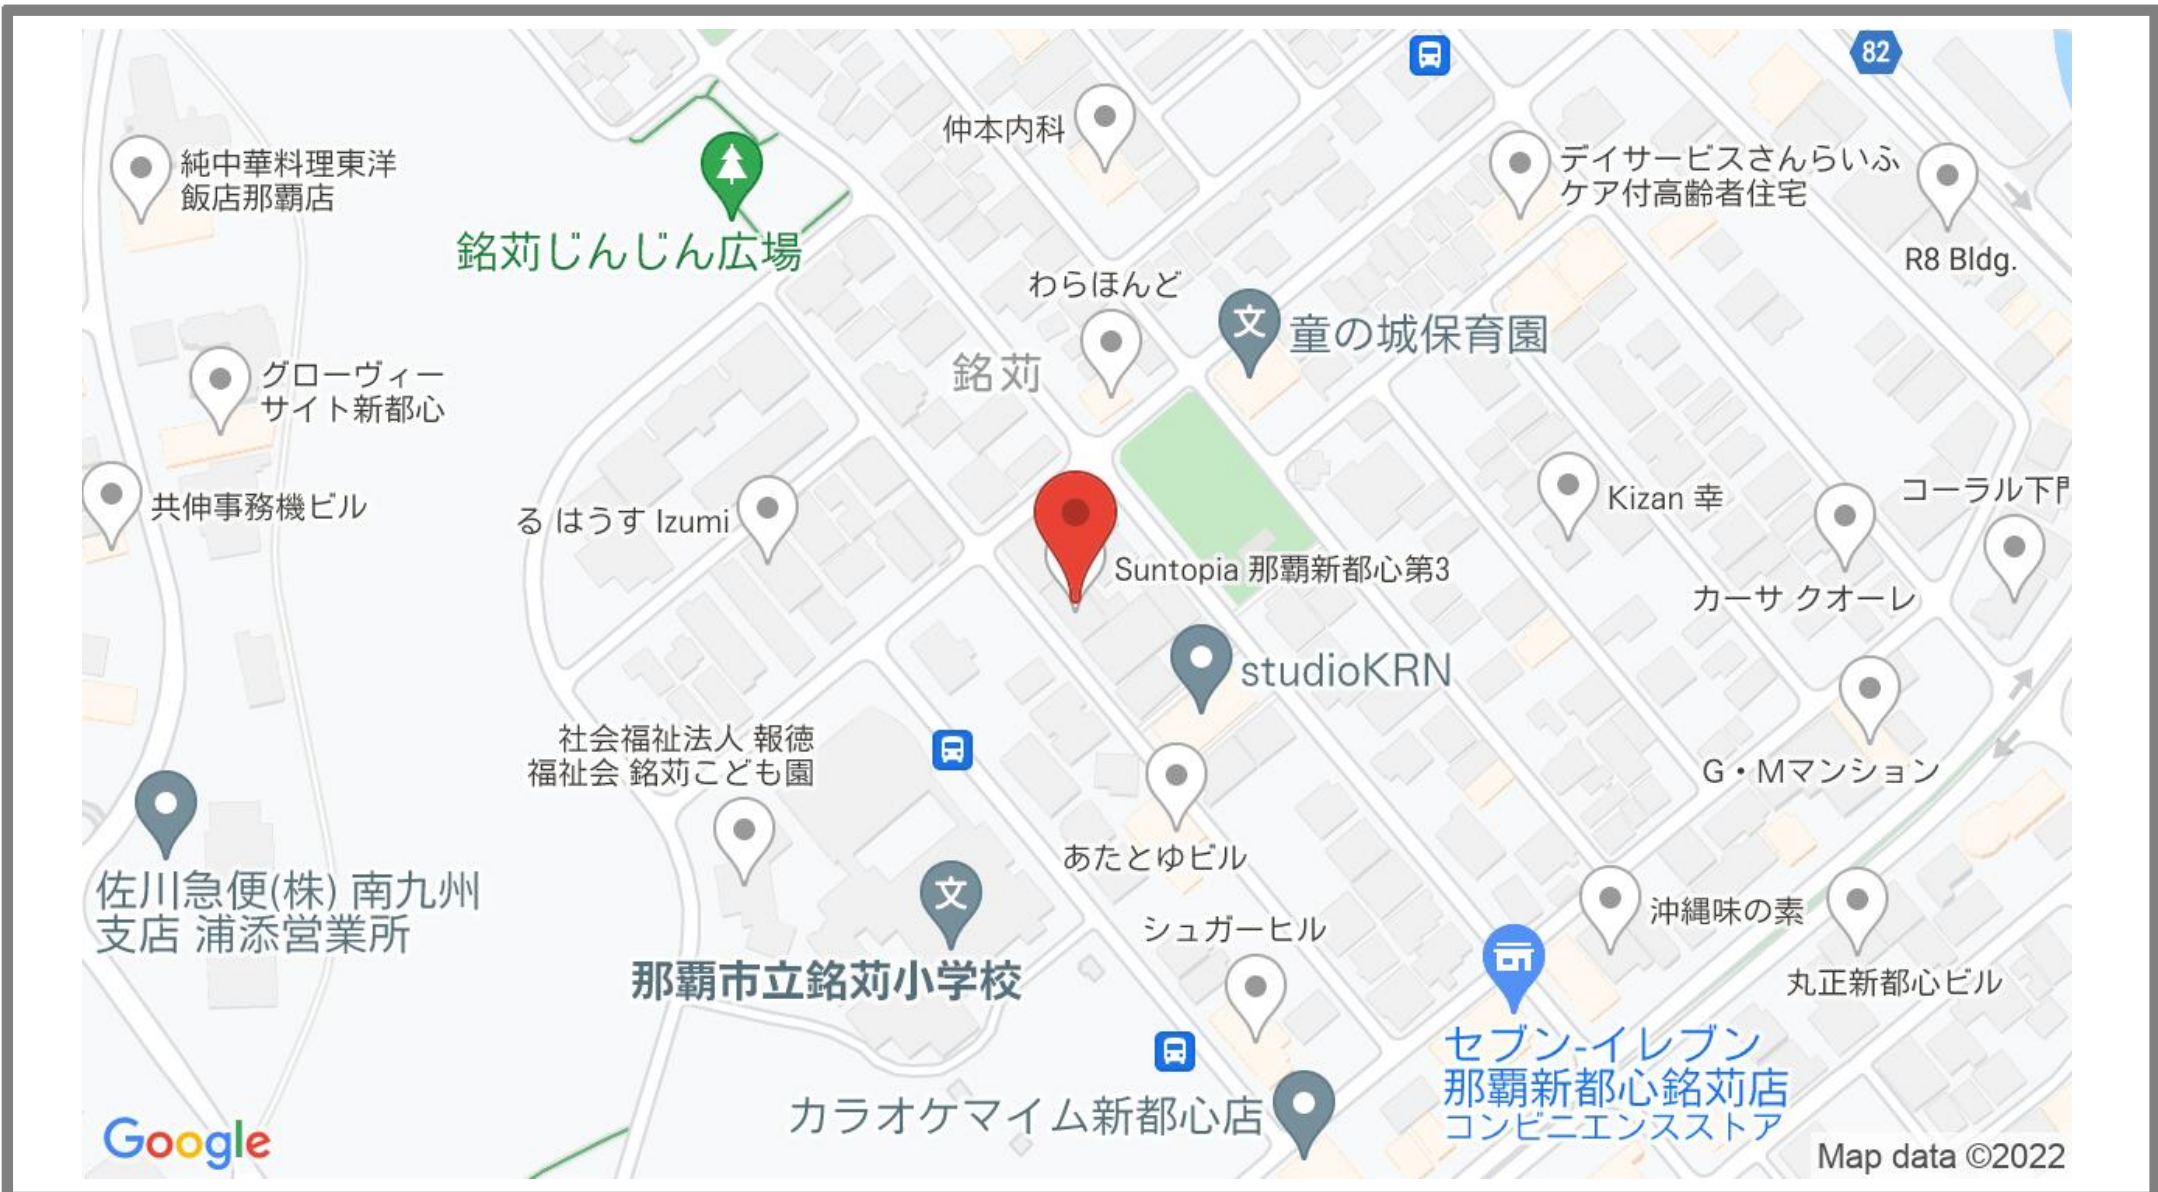 82
仲本内科
純中華料理東洋
飯店那覇店
デイサービスさんらいふ
ケア付高齢者住宅
銘苅じんじん広場
R8 Bldg.
わらほんど
童の城保育園
銘苅
グローヴィー
サイト新都心
共伸事務機ビル
る はうす Izumi
Kizan 幸
コーラル下門
Suntopia 那覇新都心第3
カーサ クオーレ
studioKRN
社会福祉法人 報徳
福祉会 銘苅こども園
G・Mマンション
あたとゆビル
佐川急便(株) 南九州
支店 浦添営業所
文
文
シュガーヒル
沖縄味の素
那覇市立銘苅小学校
丸正新都心ビル
セブン-イレブン
那覇新都心銘苅店
コンビニエンスストア
カラオケマイム新都心店
Google
Map data ©2022